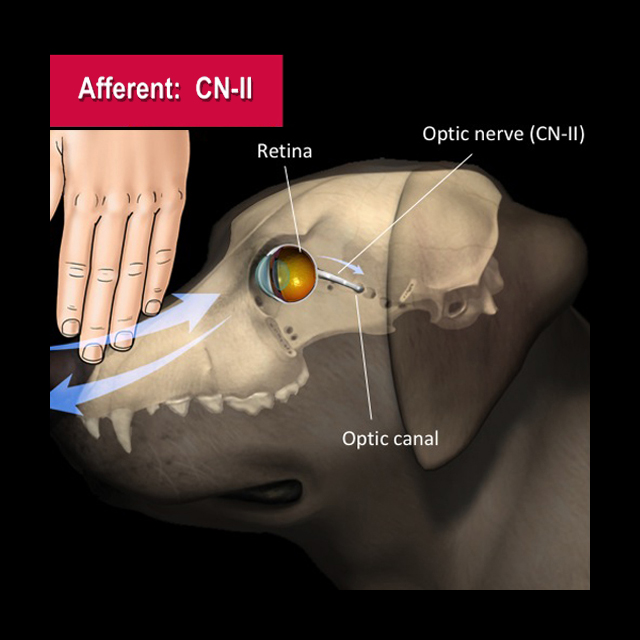 Afferent: CN-II
Optic nerve (CN-II)
Retina
Optic canal